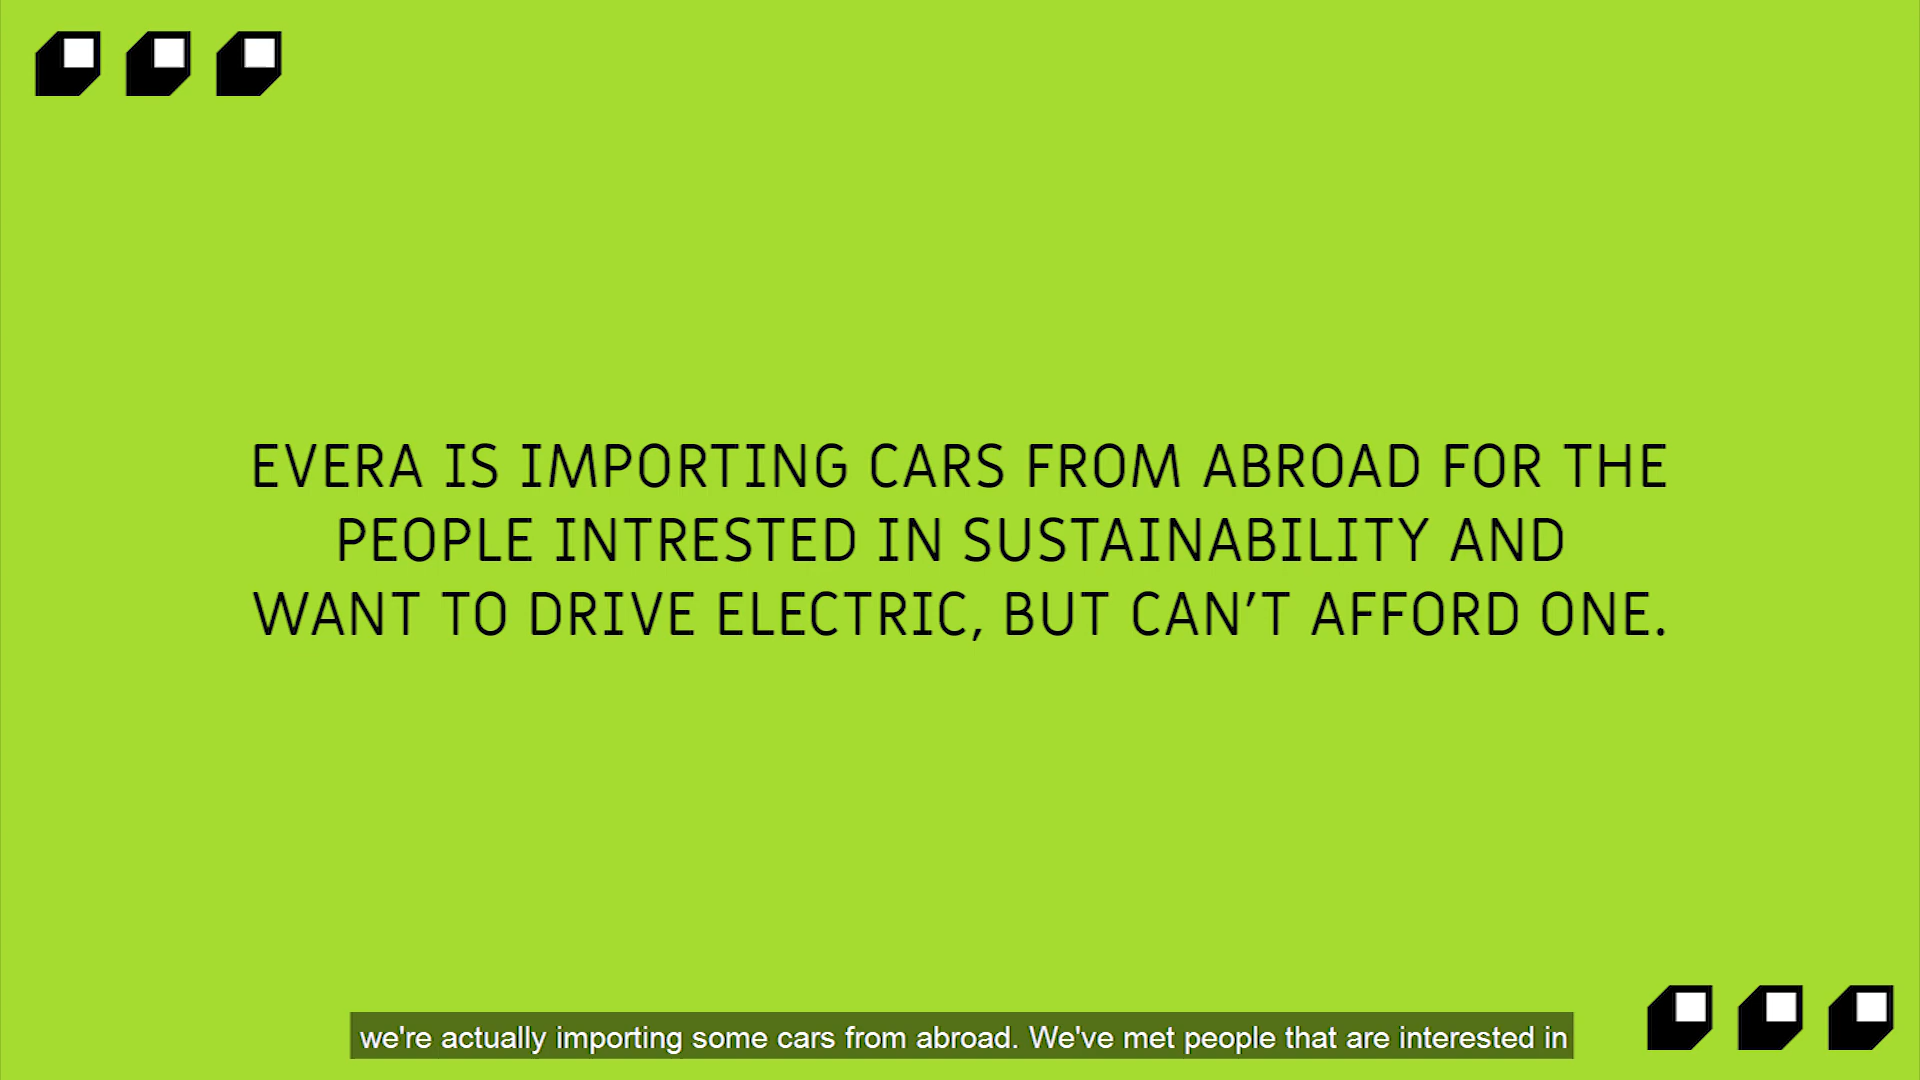 EVERA IS IMPORTING CARS FROM ABROAD FOR THE
PEOPLE INTRESTED IN SUSTAINABILITY AND
WANT TO DRIVE ELECTRIC, BUT CAN’T AFFORD ONE.
we're actually importing some cars from abroad. We've met people that are interested in